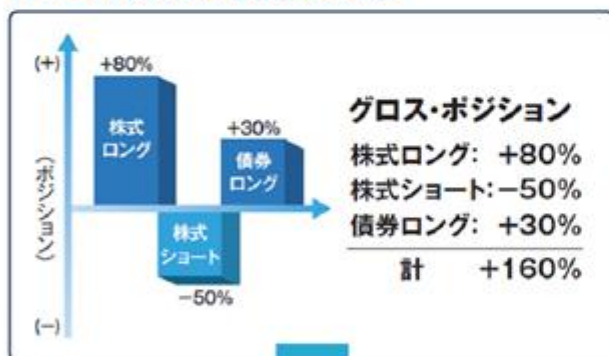 (+)
+80%
株式
ロング
+30%
債券
ロング
(ポジション)
株式
ショート
−50%
(−)
グロス・ポジション
株式ロング: +80%
株式ショート:−50%
債券ロング: +30%
計 +160%